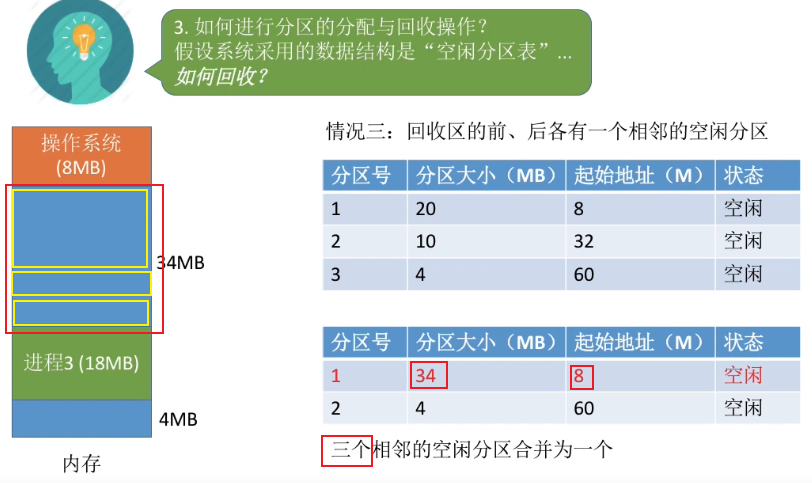 3. 如何进行分区的分配与回收操作？
假设系统采用的数据结构是“空闲分区表”...
如何回收？
情况三：回收区的前、后各有一个相邻的空闲分区
操作系统
(8MB)
34MB
进程3 (18MB)
4MB
内存
分区号 分区大小（MB） 起始地址（M） 状态
1 20 8 空闲
2 10 32 空闲
3 4 60 空闲
分区号 分区大小（MB） 起始地址（M） 状态
1 34 8 空闲
2 4 60 空闲
三个相邻的空闲分区合并为一个